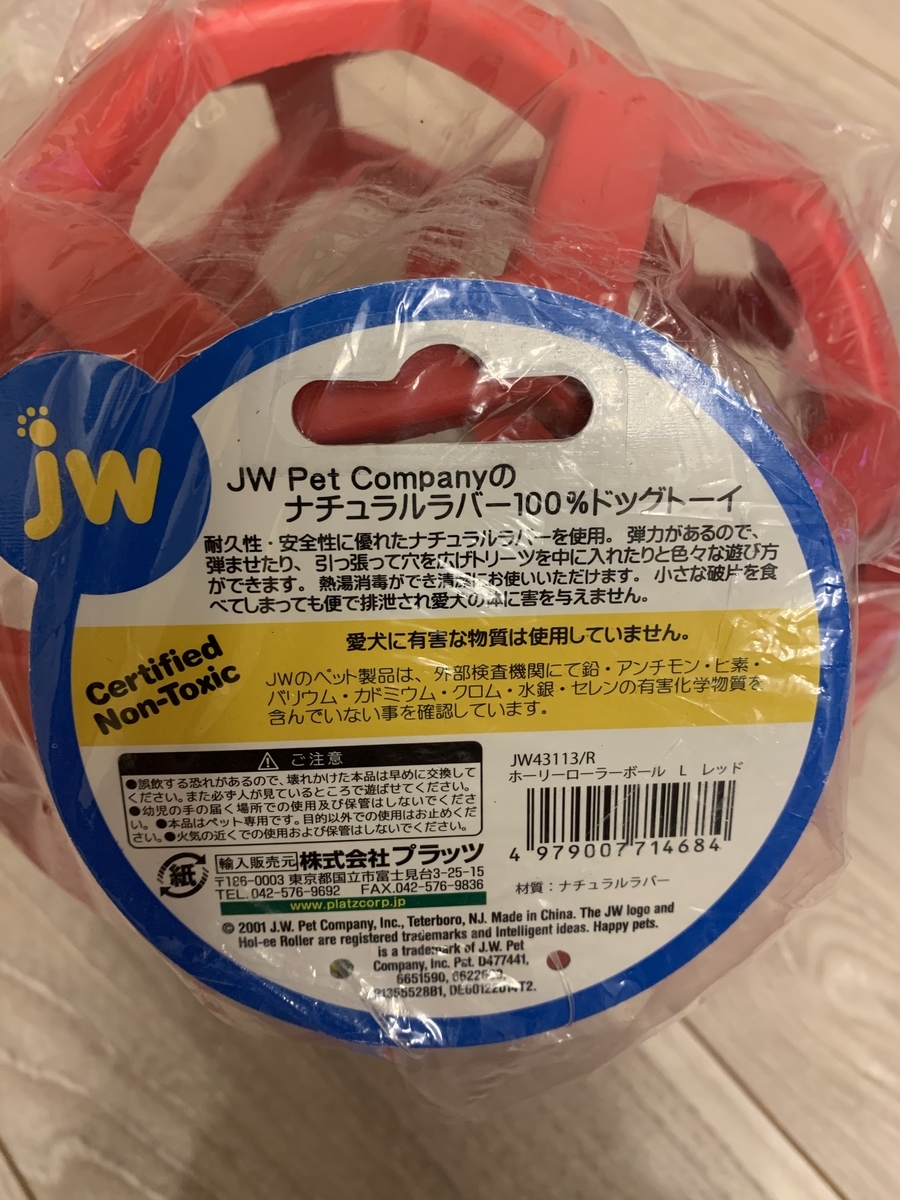 JW
JW Pet Companyの
ナチュラルラバー100%ドッグトーイ
耐久性・安全性に優れたナチュラルラバーを使用。弾力があるので、
弾ませたり、引っ張って穴を広げトリーツを中に入れたりと色々な遊び方
ができます。熱湯消毒ができ清潔にお使いいただけます。小さな破片を食
べてしまっても便で排泄され愛犬の体に害を与えません。
Certified
Non-Toxic
愛犬に有害な物質は使用していません。
JWのペット製品は、外部検査機関にて鉛・アンチモン・ヒ素・
バリウム・カドミウム・クロム・水銀・セレンの有害化学物質を
含んでいない事を確認しています。
ご注意
●誤飲する恐れがあるので、壊れかけた本品は早めに交換して
ください。また必ず人が見ているところで遊ばせてください。
●幼児の手の届く場所での使用及び保管はしないでくださ
い。●本品はペット専用です。目的以外での使用はお止めくだ
さい。●火気の近くでの使用および保管はしないでください。
JW43113/R
ホーリーローラーボール L レッド
4 979007 714684
材質：ナチュラルラバー
紙
輸入販売元 株式会社プラッツ
〒186-0003 東京都国立市富士見台3-25-15
TEL.042-576-9692 FAX.042-576-9836
www.platzcorp.jp
© 2001 J.W. Pet Company, Inc., Teterboro, NJ. Made in China. The JW logo and
Hol-ee Roller are registered trademarks and Intelligent ideas. Happy pets.
is a trademark of J.W. Pet
Company, Inc. Pat. D477441,
6651590,